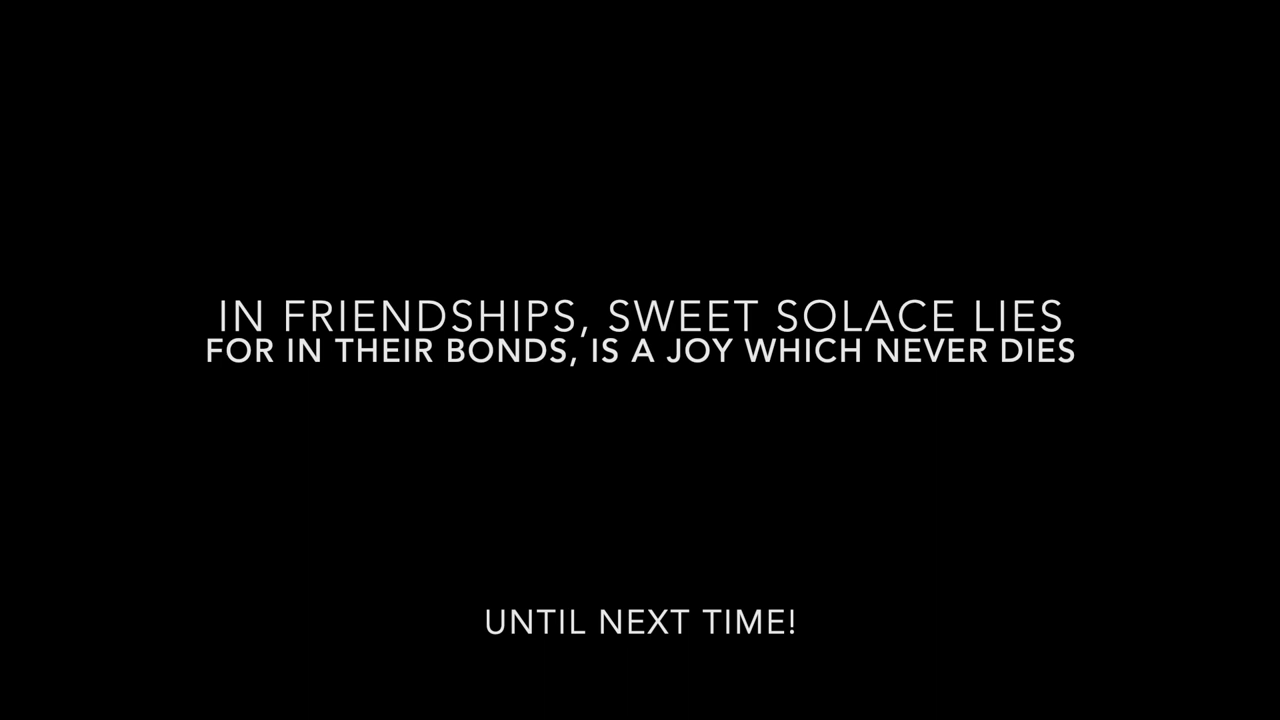 IN FRIENDSHIPS, SWEET SOLACE LIES
FOR IN THEIR BONDS, IS A JOY WHICH NEVER DIES
UNTIL NEXT TIME!